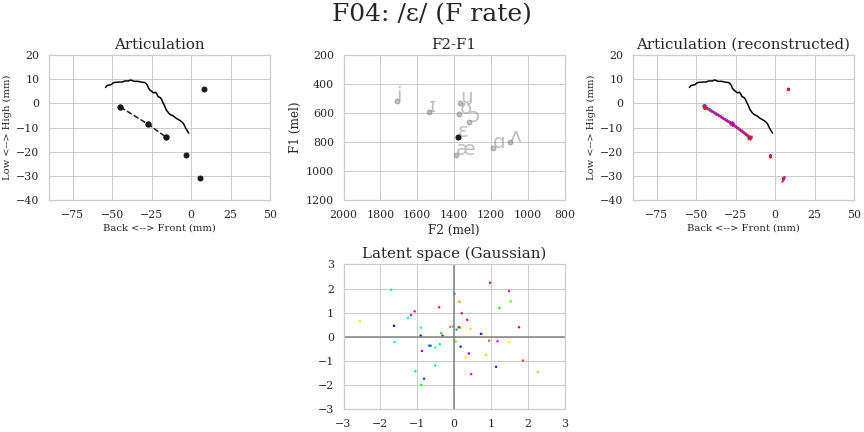 F04: /ɛ/ (F rate)
Articulation
F2-F1
Articulation (reconstructed)
20
10
0
−10
−20
−30
−40
Low <--> High (mm)
−75
−50
−25
0
25
50
Back <--> Front (mm)
200
400
600
800
1000
1200
F1 (mel)
i
ɪ
ɛ
æ
u
ʊ
ɔ
ɑ
ʌ
2000
1800
1600
1400
1200
1000
800
F2 (mel)
20
10
0
−10
−20
−30
−40
Low <--> High (mm)
−75
−50
−25
0
25
50
Back <--> Front (mm)
Latent space (Gaussian)
3
2
1
0
−1
−2
−3
−3
−2
−1
0
1
2
3